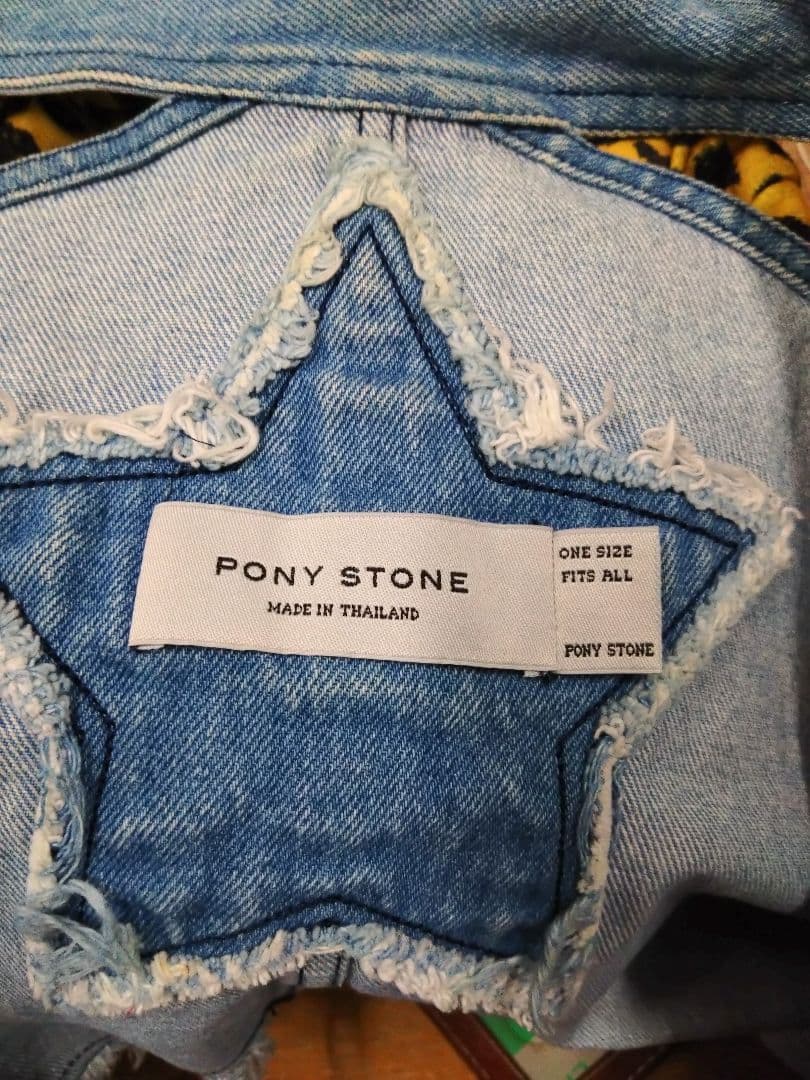 PONY STONE
MADE IN THAILAND
ONE SIZE
FITS ALL
PONY STONE